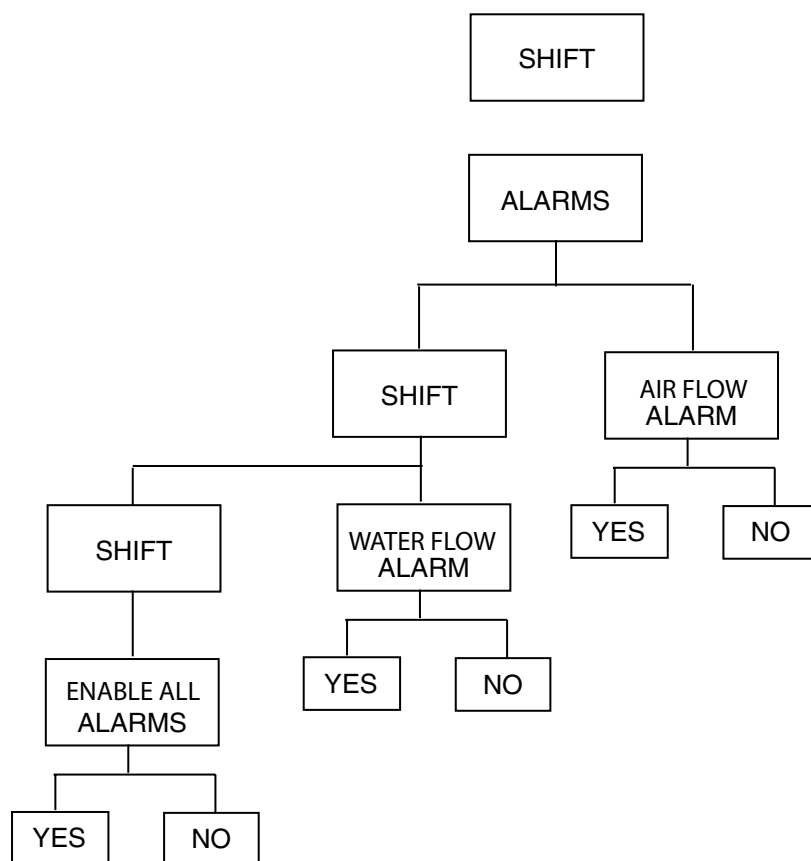 SHIFT
ALARMS
SHIFT
AIR FLOW
ALARM
YES
NO
SHIFT
WATER FLOW
ALARM
YES
NO
ENABLE ALL
ALARMS
YES
NO